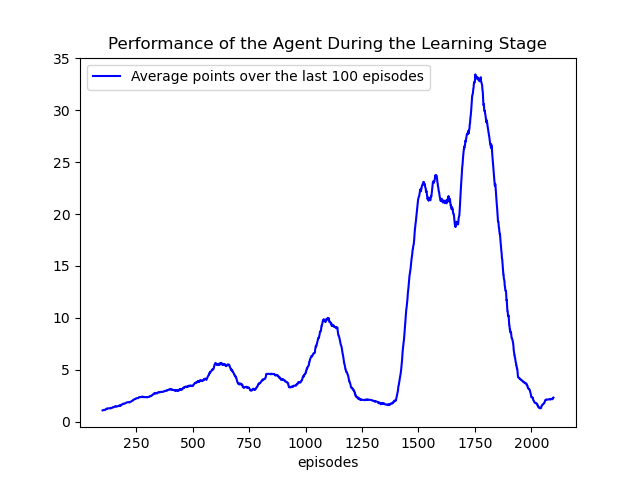 Performance of the Agent During the Learning Stage
Average points over the last 100 episodes
35
30
25
20
15
10
5
0
250 500 750 1000 1250 1500 1750 2000
episodes